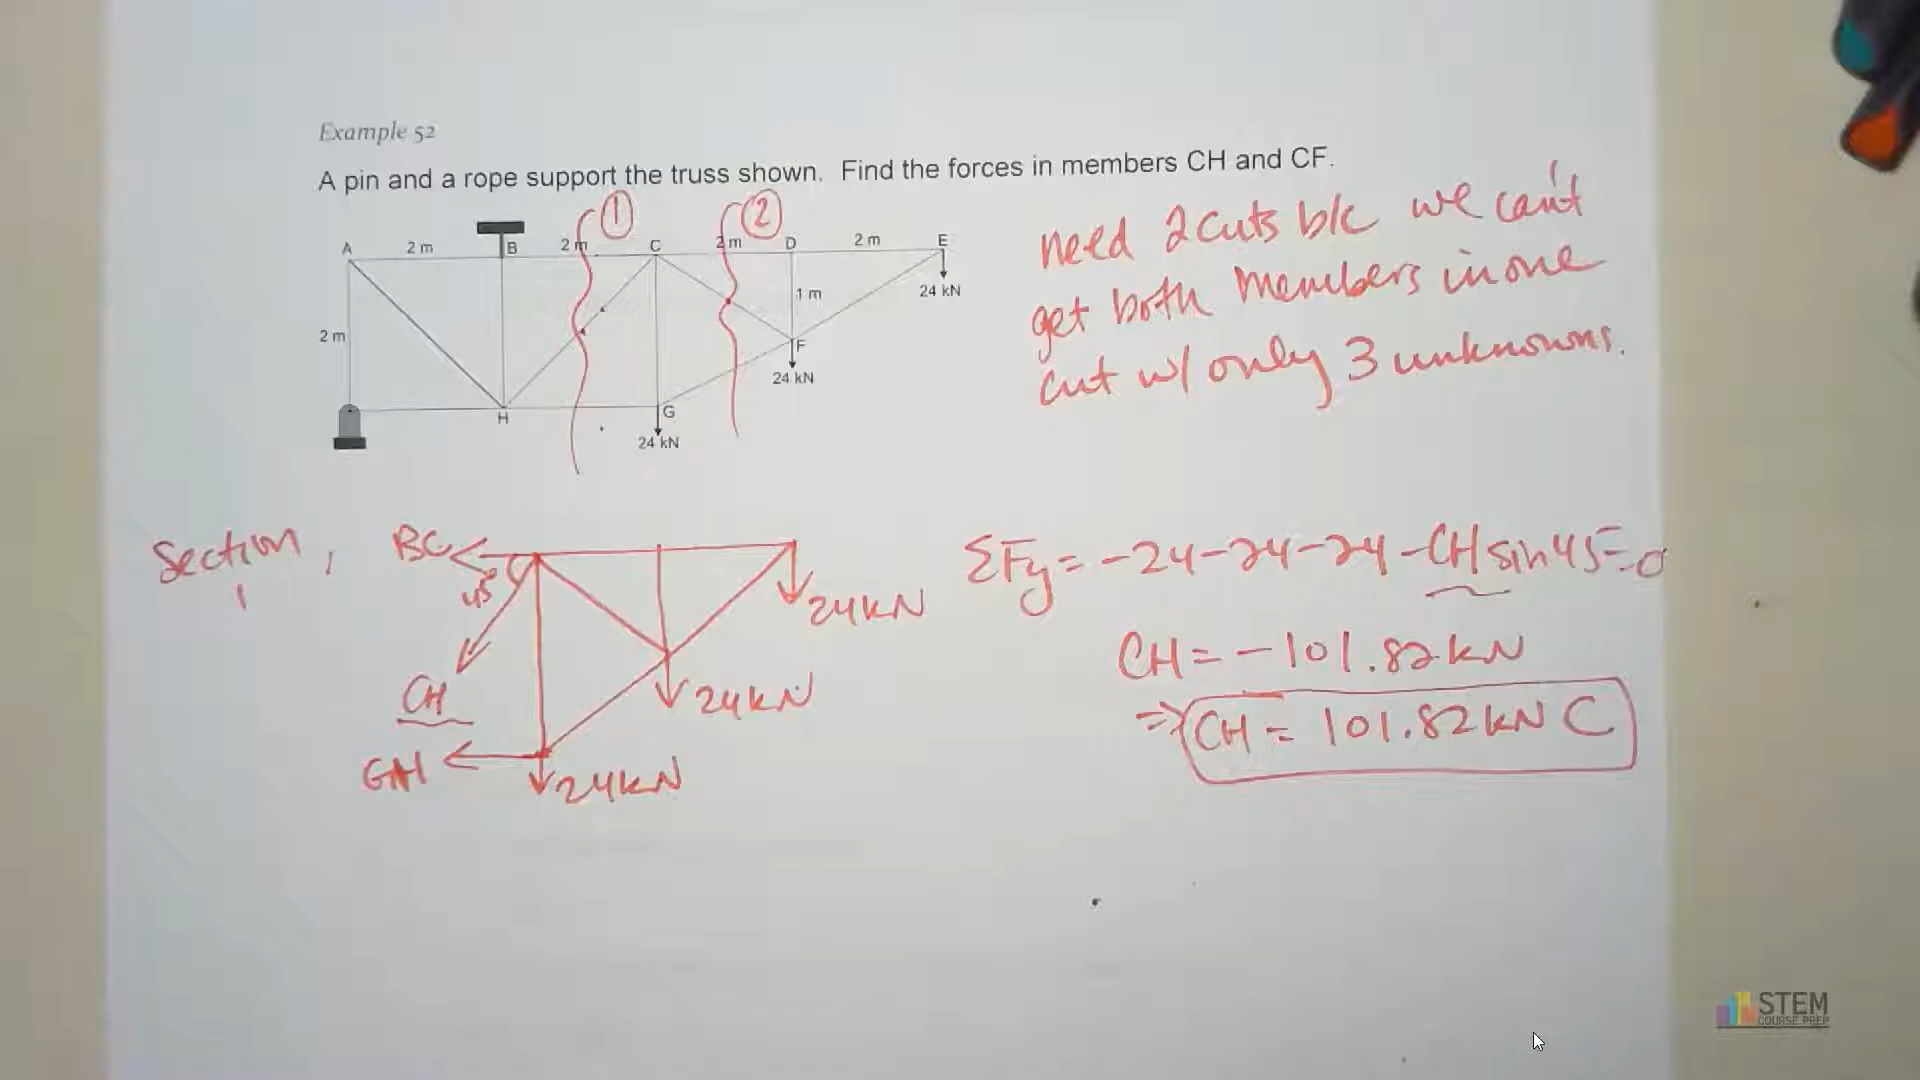 Example 52
A pin and a rope support the truss shown. Find the forces in members CH and CF.
① ②
need 2 cuts b/c we can't
get both members in one
cut w/ only 3 unknowns.
A 2 m B 2 m C 2 m D 2 m E
1 m 24 kN
2 m F
24 kN
H G
24 kN
Section 1
BC
45°
CH
GH
24kN
24kN
24kN
ΣFy = -24-24-24-CH sin45=0
CH = -101.82kN
⇒ CH = 101.82kN C
STEM
COURSE PREP